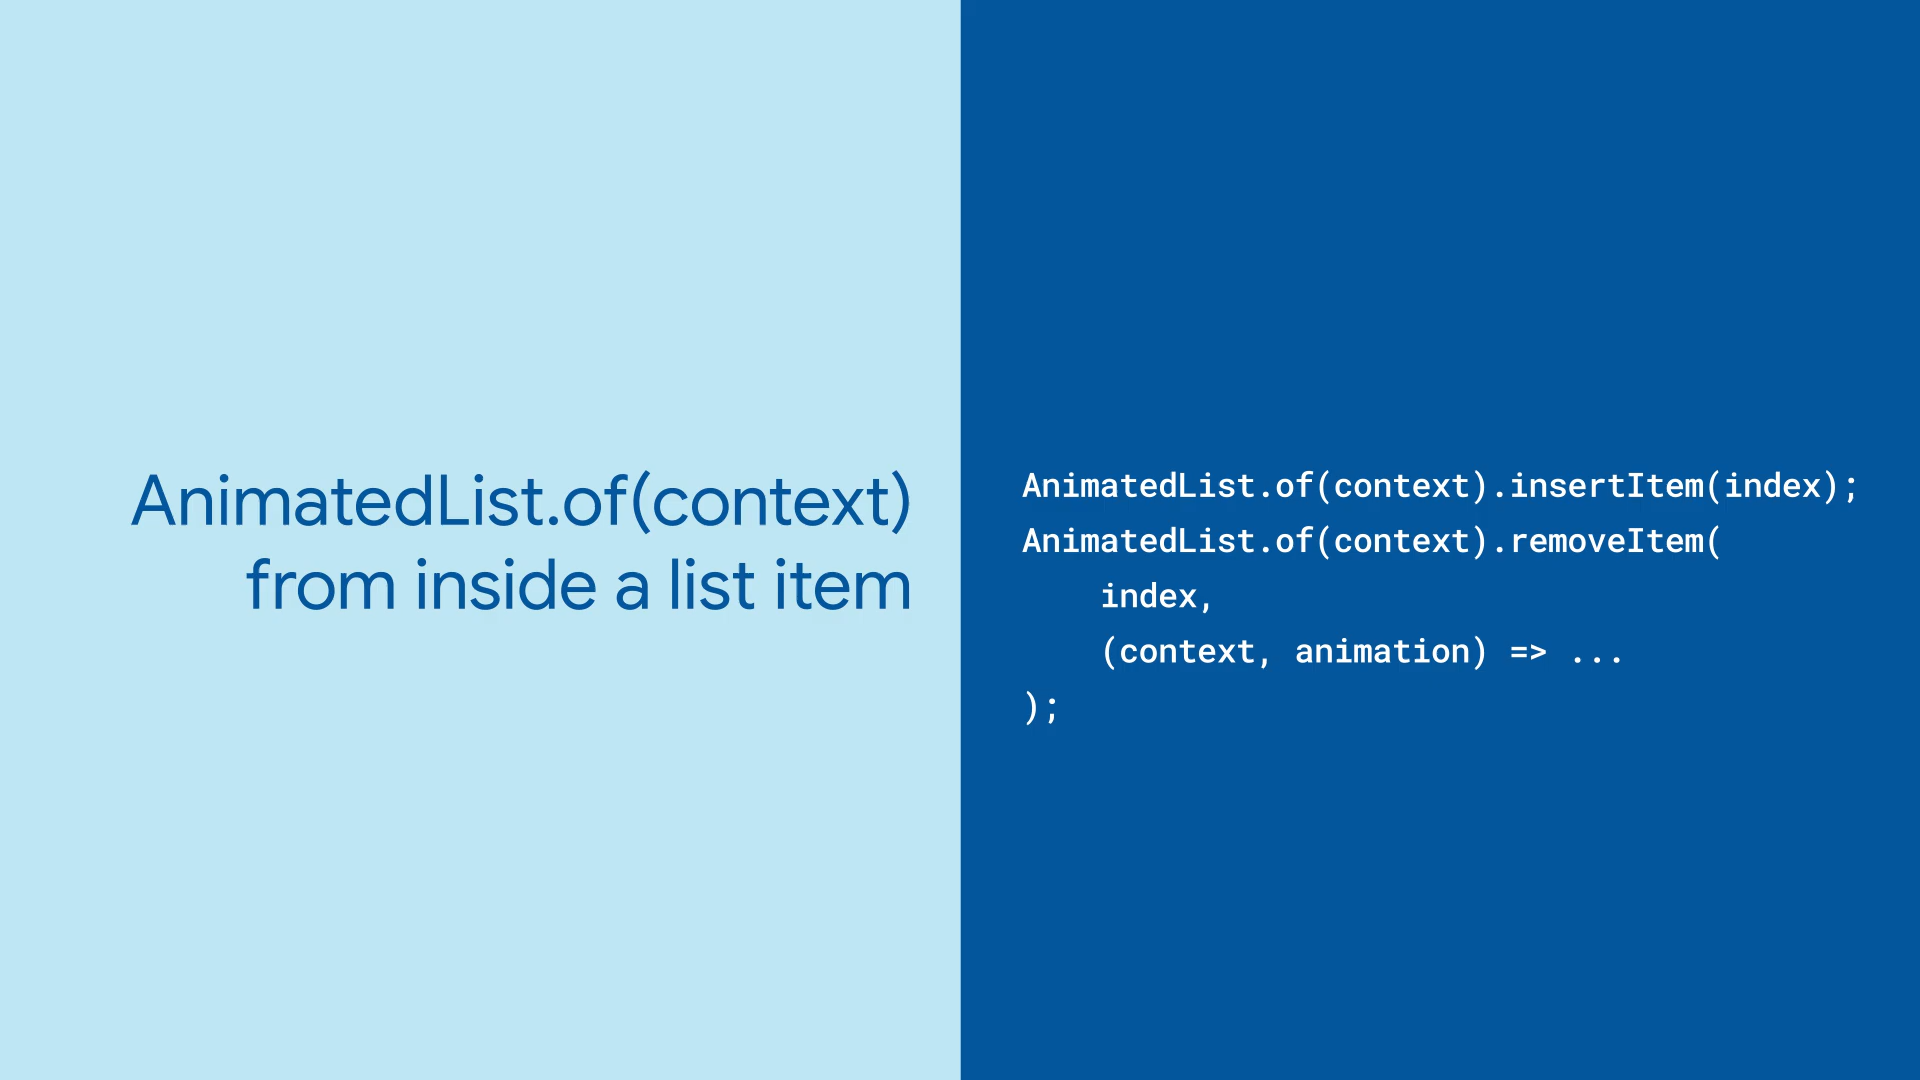 AnimatedList.of(context)
from inside a list item
AnimatedList.of(context).insertItem(index);
AnimatedList.of(context).removeItem(
    index,
    (context, animation) => ...
);